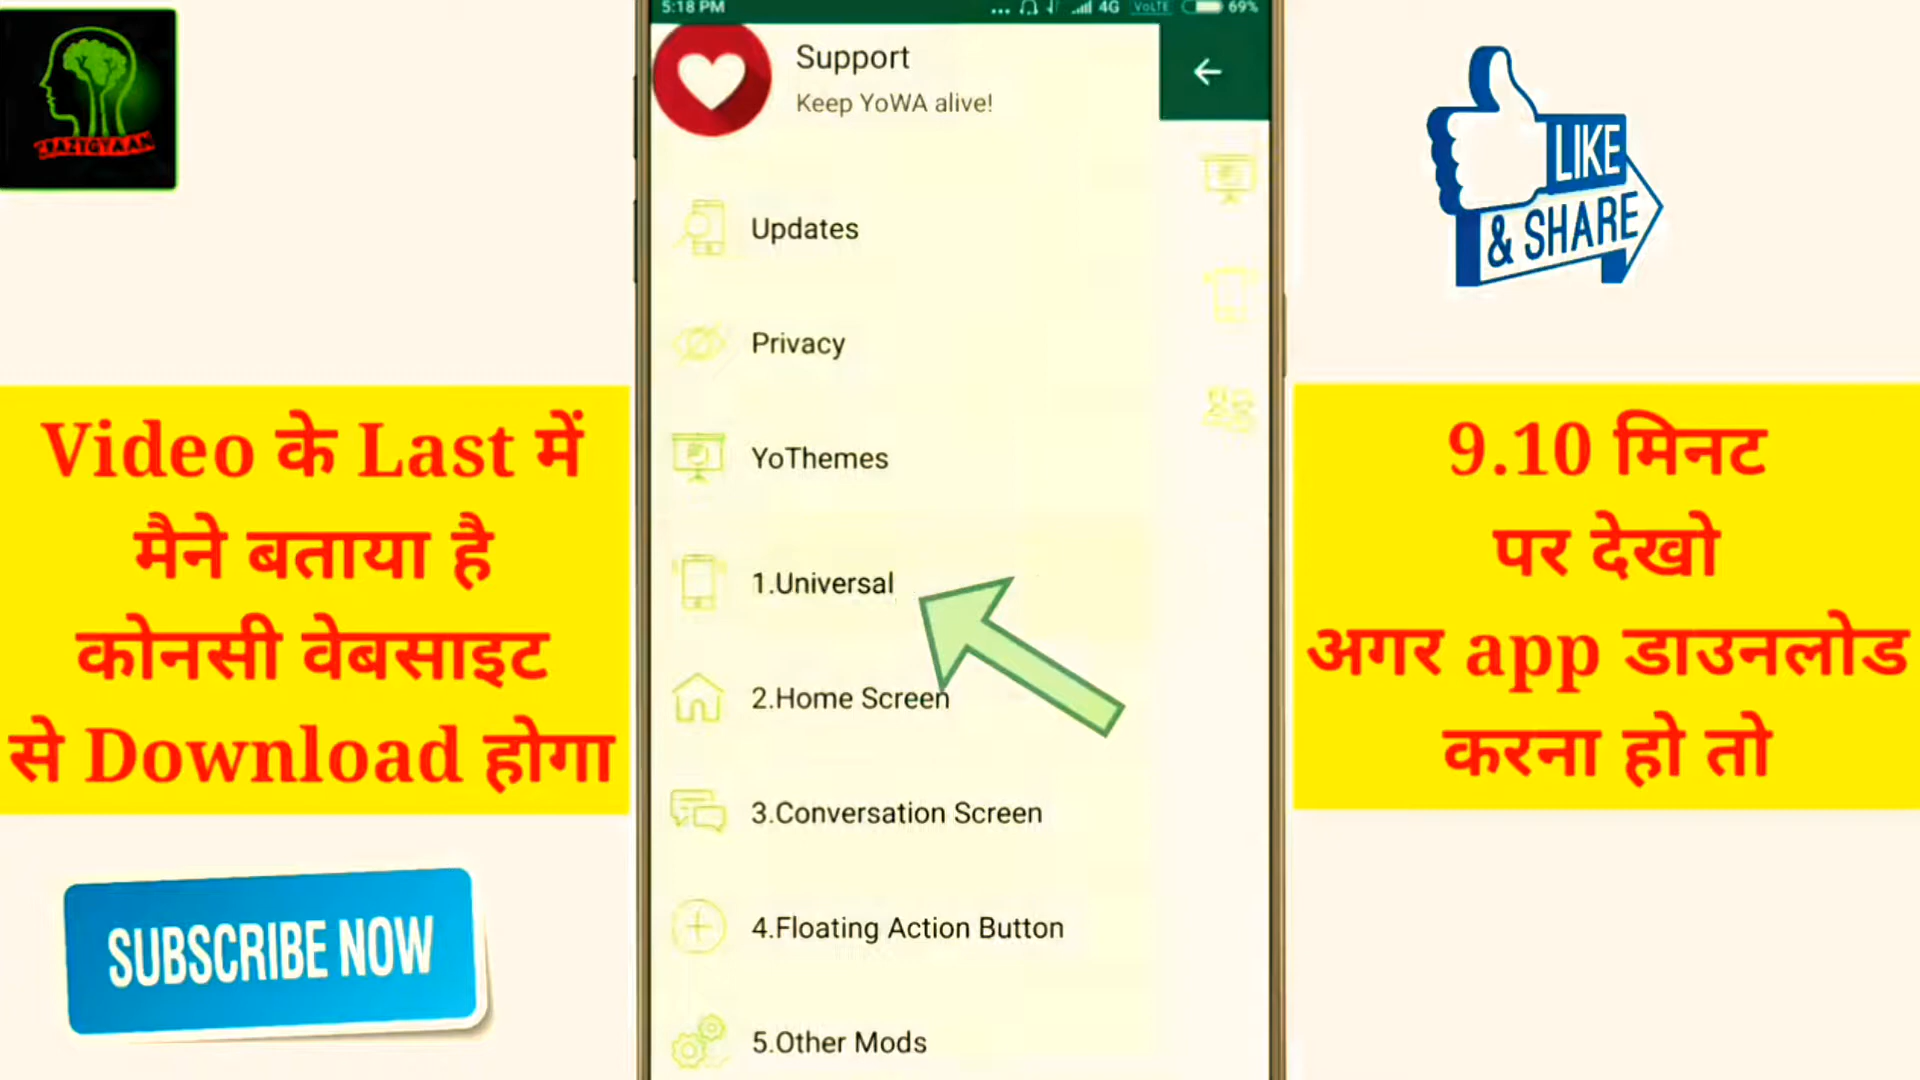 5:18 PM
4G VoLTE 69%
CRAZYGYAAN
Support
Keep YoWA alive!
LIKE
& SHARE
Updates
Privacy
YoThemes
1.Universal
2.Home Screen
3.Conversation Screen
4.Floating Action Button
5.Other Mods
Video के Last में
मैने बताया है
कोनसी वेबसाइट
से Download होगा
9.10 मिनट
पर देखो
अगर app डाउनलोड
करना हो तो
SUBSCRIBE NOW